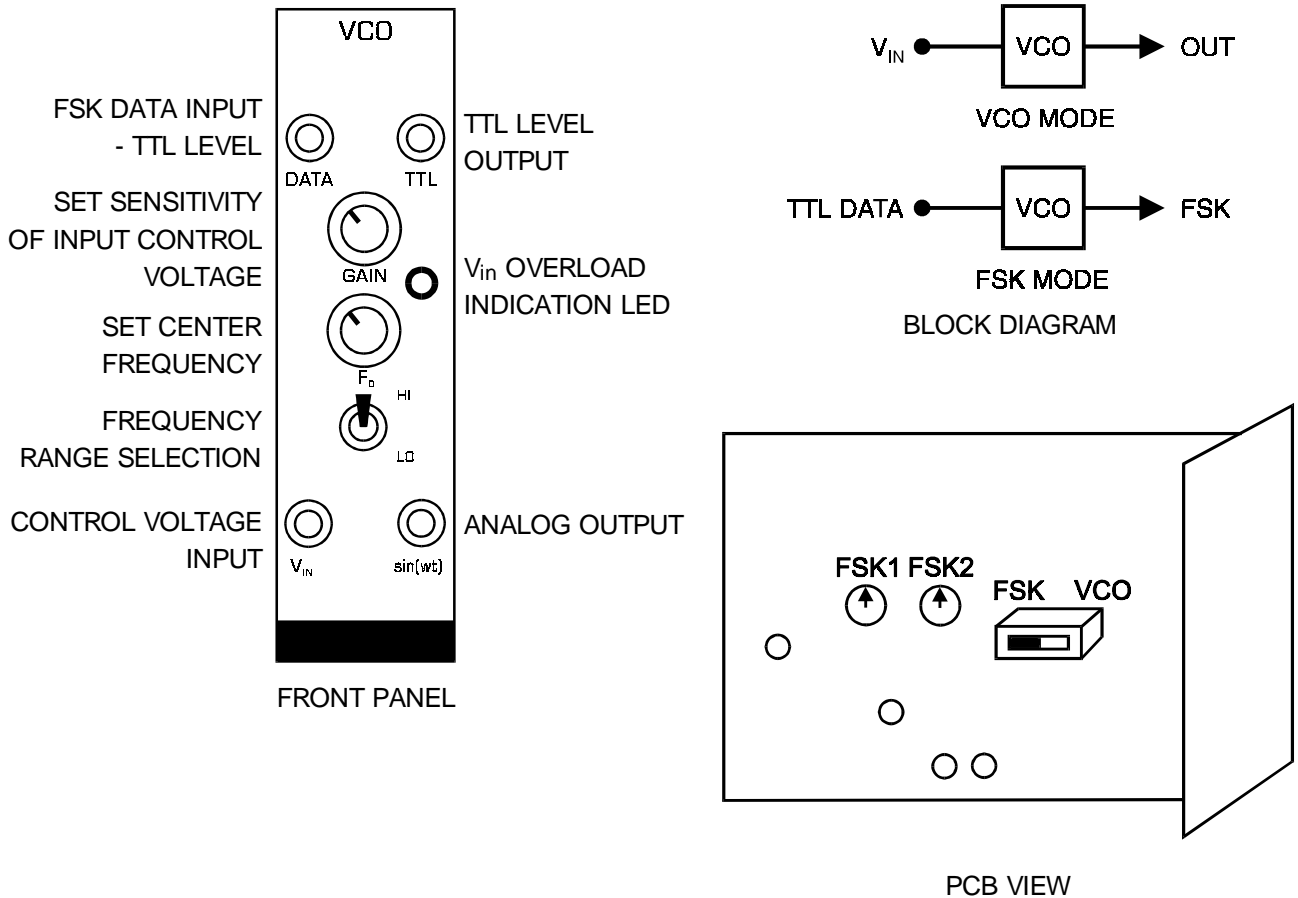 VCO
FSK DATA INPUT
- TTL LEVEL
DATA
TTL
TTL LEVEL
OUTPUT
SET SENSITIVITY
OF INPUT CONTROL
VOLTAGE
GAIN
Vin OVERLOAD
INDICATION LED
SET CENTER
FREQUENCY
Fo
HI
FREQUENCY
RANGE SELECTION
LO
CONTROL VOLTAGE
INPUT
VIN
sin(wt)
ANALOG OUTPUT
FRONT PANEL
VIN VCO OUT
VCO MODE
TTL DATA VCO FSK
FSK MODE
BLOCK DIAGRAM
FSK1 FSK2
FSK VCO
PCB VIEW